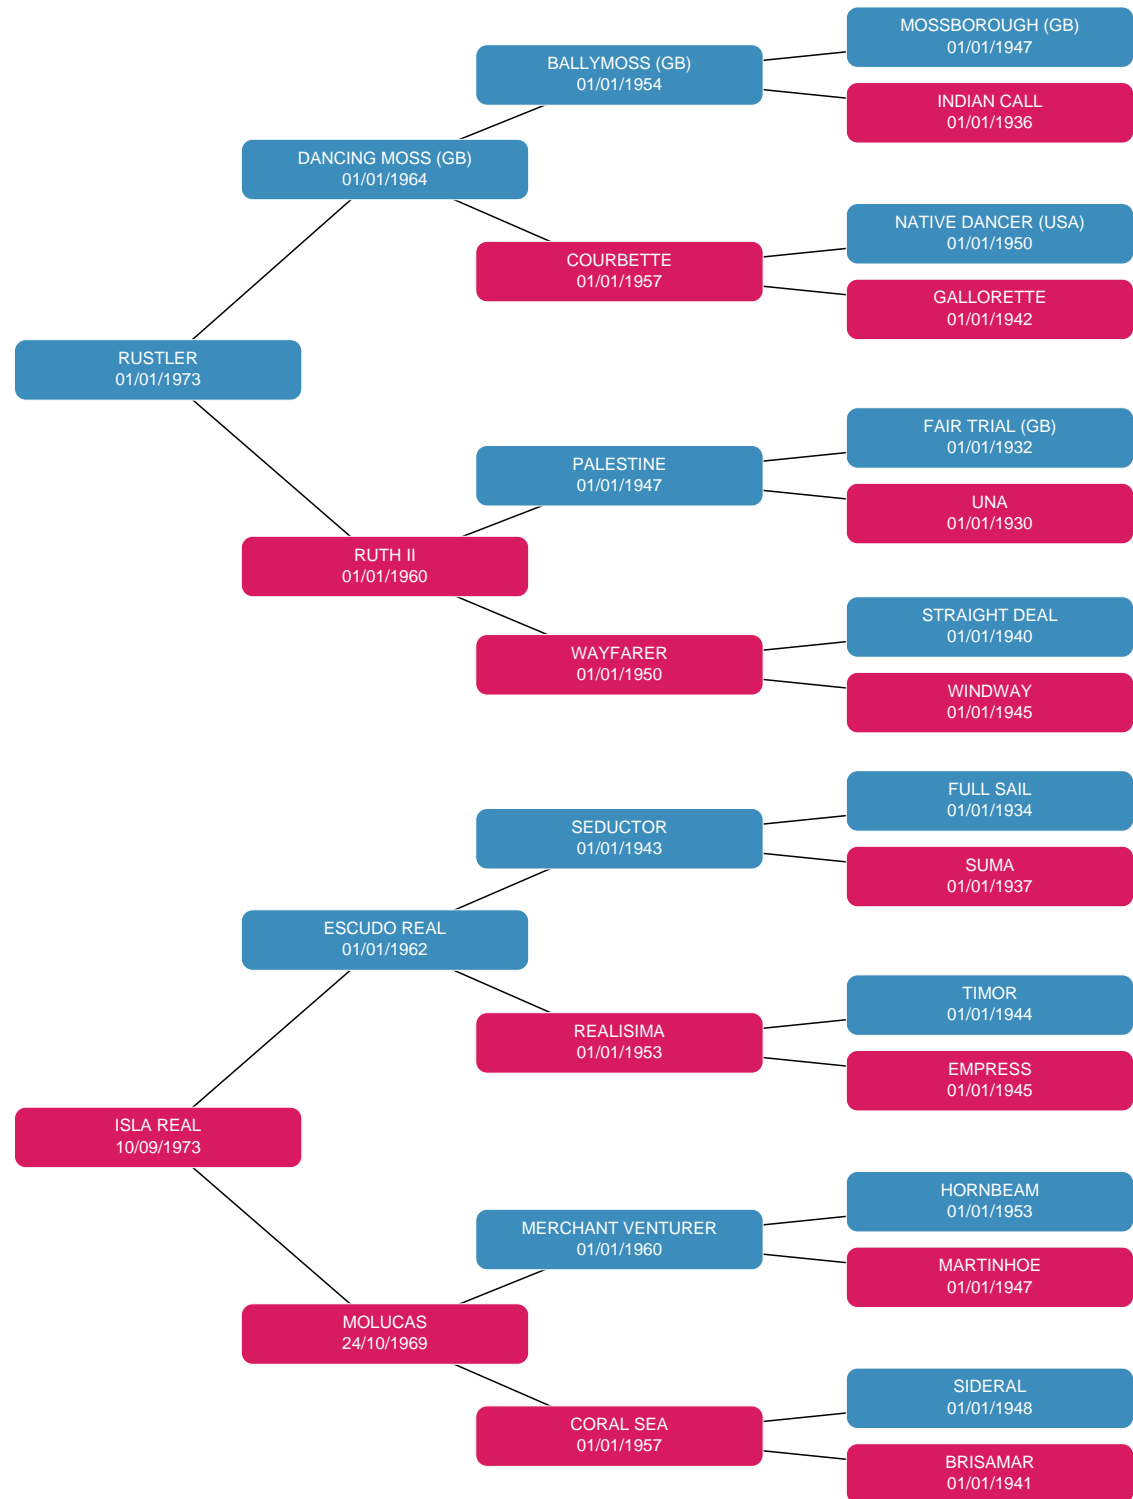 MOSSBOROUGH (GB)
01/01/1947
BALLYMOSS (GB)
01/01/1954
INDIAN CALL
01/01/1936
DANCING MOSS (GB)
01/01/1964
NATIVE DANCER (USA)
01/01/1950
COURBETTE
01/01/1957
GALLORETTE
01/01/1942
RUSTLER
01/01/1973
FAIR TRIAL (GB)
01/01/1932
PALESTINE
01/01/1947
UNA
01/01/1930
RUTH II
01/01/1960
STRAIGHT DEAL
01/01/1940
WAYFARER
01/01/1950
WINDWAY
01/01/1945
FULL SAIL
01/01/1934
SEDUCTOR
01/01/1943
SUMA
01/01/1937
ESCUDO REAL
01/01/1962
TIMOR
01/01/1944
REALISIMA
01/01/1953
EMPRESS
01/01/1945
ISLA REAL
10/09/1973
HORNBEAM
01/01/1953
MERCHANT VENTURER
01/01/1960
MARTINHOE
01/01/1947
MOLUCAS
24/10/1969
SIDERAL
01/01/1948
CORAL SEA
01/01/1957
BRISAMAR
01/01/1941